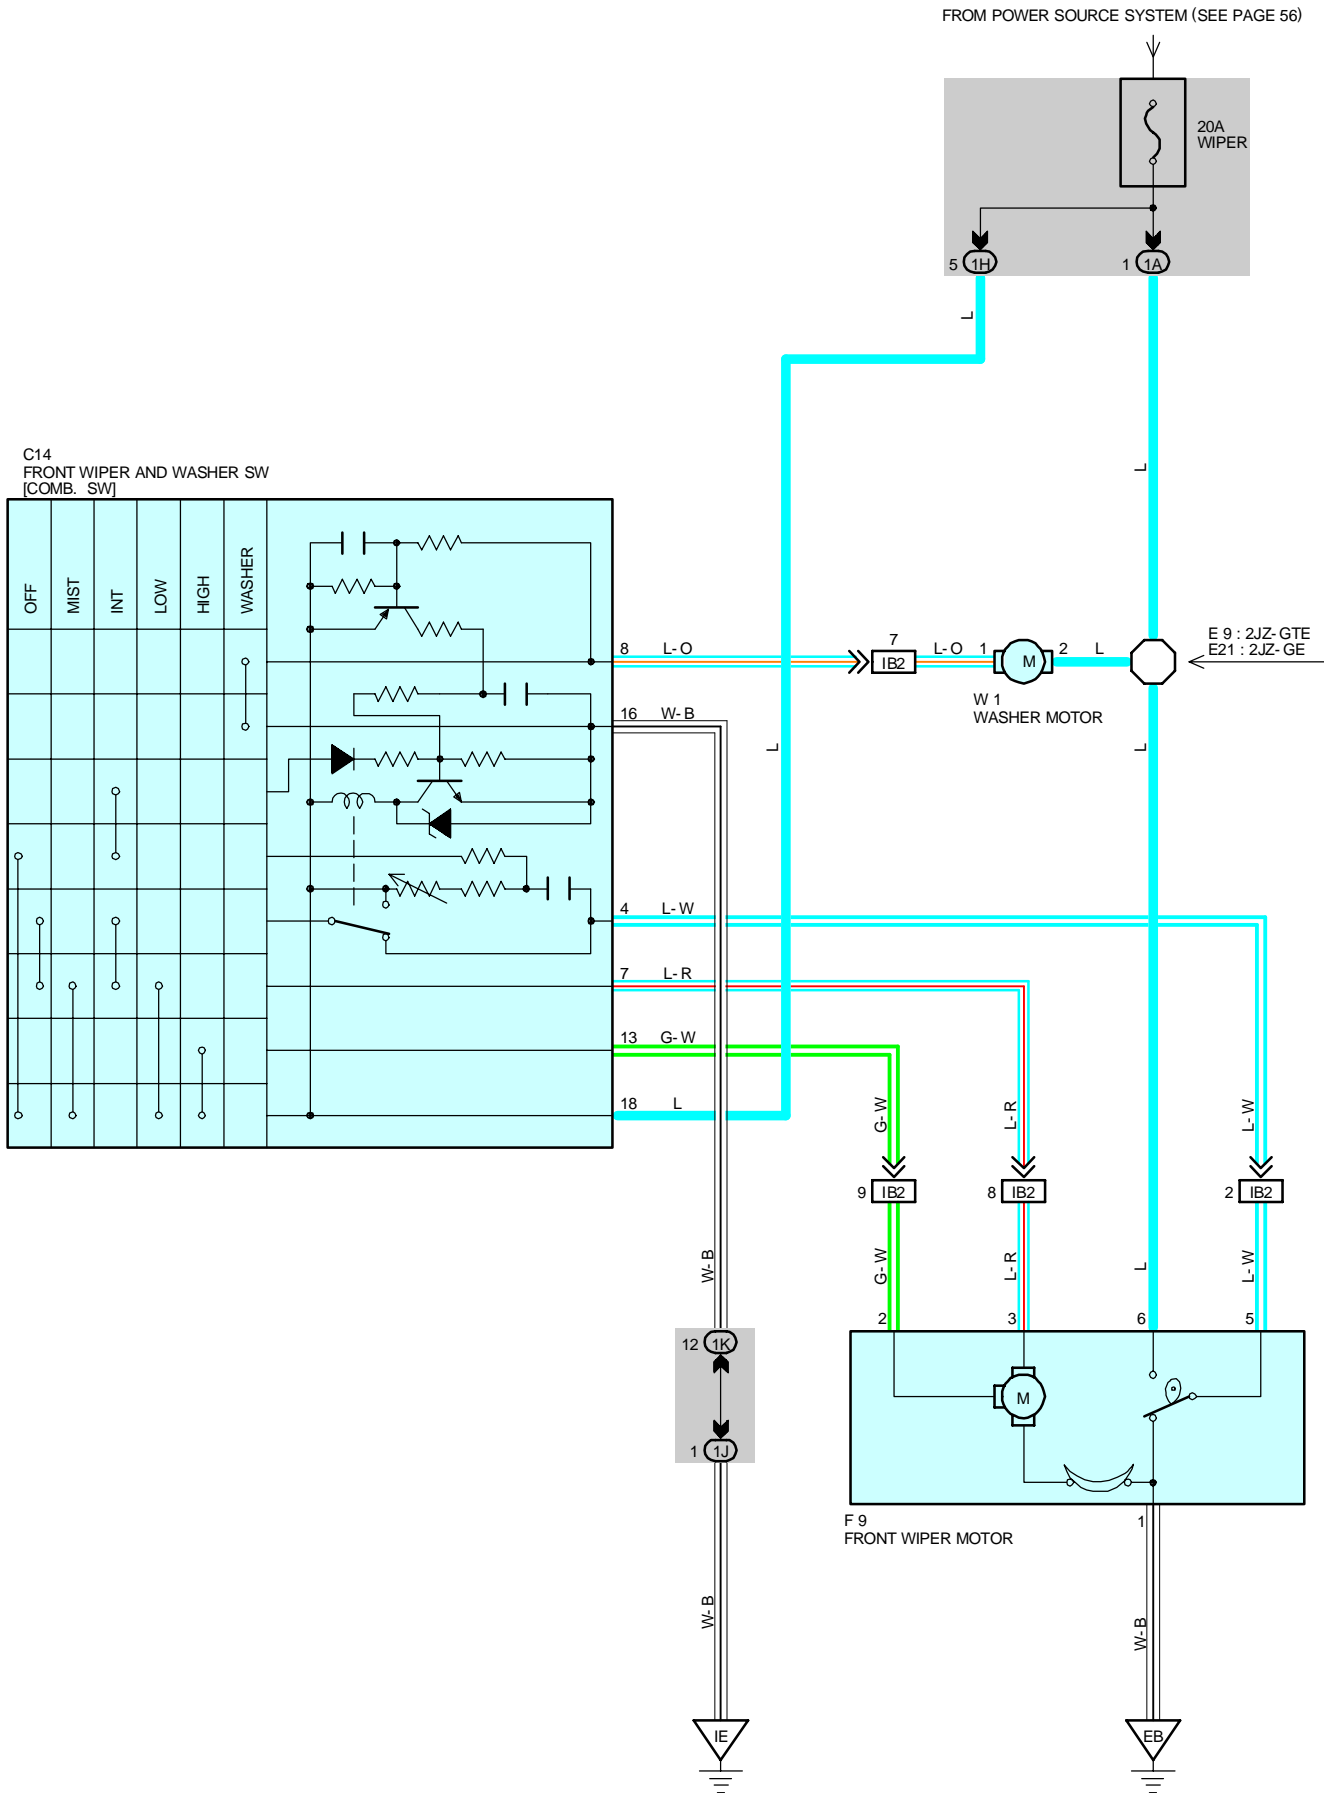 FROM POWER SOURCE SYSTEM (SEE PAGE 56)
20A
WIPER
5 1H
1 1A
L
L
C14
FRONT WIPER AND WASHER SW
[COMB. SW]
OFF
MIST
INT
LOW
HIGH
WASHER
8 L-O
7
IB2
L-O 1
M
2 L
E 9 : 2JZ-GTE
E21 : 2JZ-GE
W 1
WASHER MOTOR
16 W-B
L
L
4 L-W
7 L-R
13 G-W
18 L
G-W
L-R
L-W
9 IB2
8 IB2
2 IB2
W-B
G-W
L-R
L
L-W
2
3
6
5
12 1K
M
1 1J
F 9
FRONT WIPER MOTOR
1
W-B
W-B
IE
EB